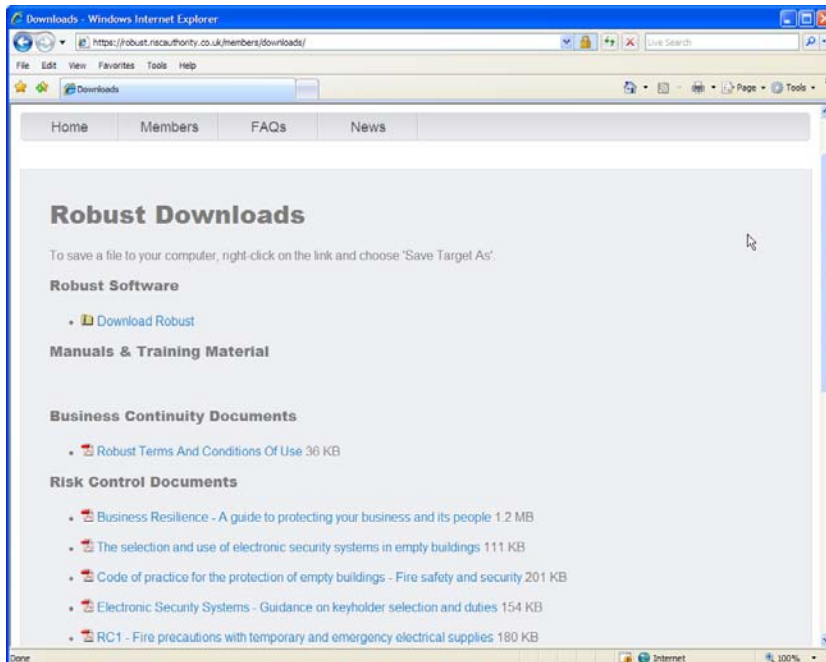 Downloads - Windows Internet Explorer
https://robust.riscauthority.co.uk/members/downloads/
Live Search
File Edit View Favorites Tools Help
Downloads
Page
Tools
Home Members FAQs News
Robust Downloads
To save a file to your computer, right-click on the link and choose 'Save Target As'.
Robust Software
Download Robust
Manuals & Training Material
Business Continuity Documents
Robust Terms And Conditions Of Use 36 KB
Risk Control Documents
Business Resilience - A guide to protecting your business and its people 1.2 MB
The selection and use of electronic security systems in empty buildings 111 KB
Code of practice for the protection of empty buildings - Fire safety and security 201 KB
Electronic Security Systems - Guidance on keyholder selection and duties 154 KB
RC1 - Fire precautions with temporary and emergency electrical supplies 180 KB
Done
Internet
100%